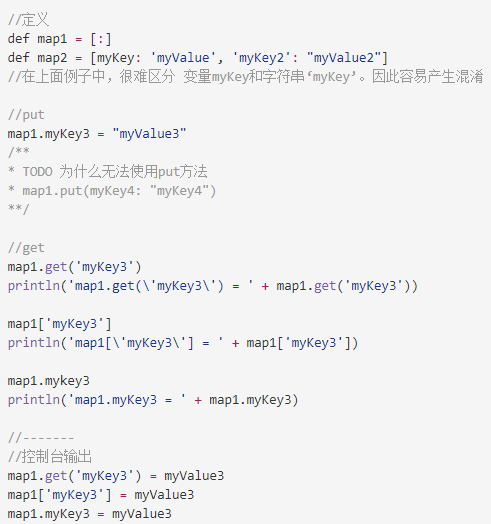 //定义
def map1 = [:]
def map2 = [myKey: 'myValue', 'myKey2': "myValue2"]
//在上面例子中，很难区分 变量myKey和字符串‘myKey’。因此容易产生混淆
//put
map1.myKey3 = "myValue3"
/**
* TODO 为什么无法使用put方法
* map1.put(myKey4: "myKey4")
**/
//get
map1.get('myKey3')
println('map1.get(\'myKey3\') = ' + map1.get('myKey3'))
map1['myKey3']
println('map1[\'myKey3\'] = ' + map1['myKey3'])
map1.mykey3
println('map1.myKey3 = ' + map1.myKey3)
//-------
//控制台输出
map1.get('myKey3') = myValue3
map1['myKey3'] = myValue3
map1.myKey3 = myValue3